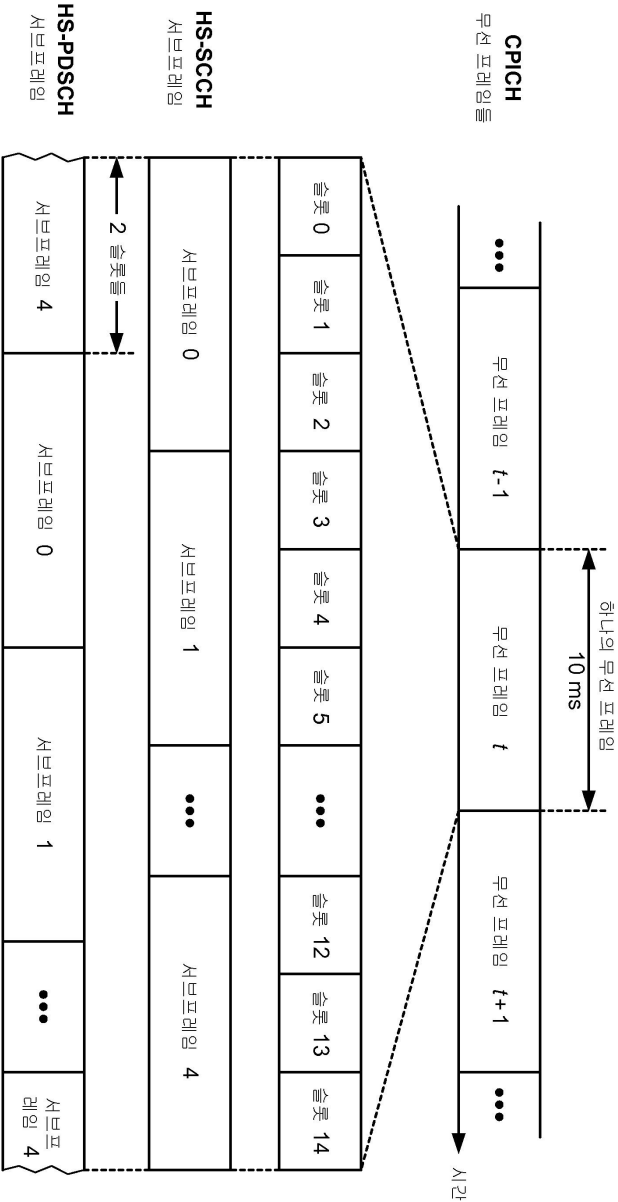 하나의 무선 프레임
10 ms
CPICH
무선 프레임들
•••
무선 프레임 t-1
무선 프레임 t
무선 프레임 t+1
•••
시간
슬롯 0
슬롯 1
슬롯 2
슬롯 3
슬롯 4
슬롯 5
•••
슬롯 12
슬롯 13
슬롯 14
HS-SCCH
서브프레임
서브프레임 0
서브프레임 1
•••
서브프레임 4
2 슬롯들
HS-PDSCH
서브프레임
서브프레임 4
서브프레임 0
서브프레임 1
•••
서브프
레임 4